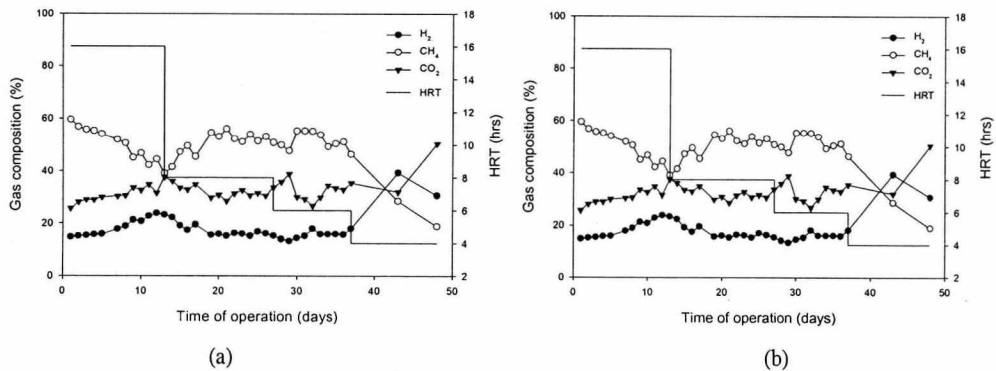 100
80
60
40
20
0
Gas composition (%)
18
16
14
12
10
8
6
4
2
HRT (hrs)
H₂
CH₄
CO₂
HRT
0 10 20 30 40 50
Time of operation (days)
(a)
100
80
60
40
20
0
Gas composition (%)
18
16
14
12
10
8
6
4
2
HRT (hrs)
H₂
CH₄
CO₂
HRT
0 10 20 30 40 50
Time of operation (days)
(b)